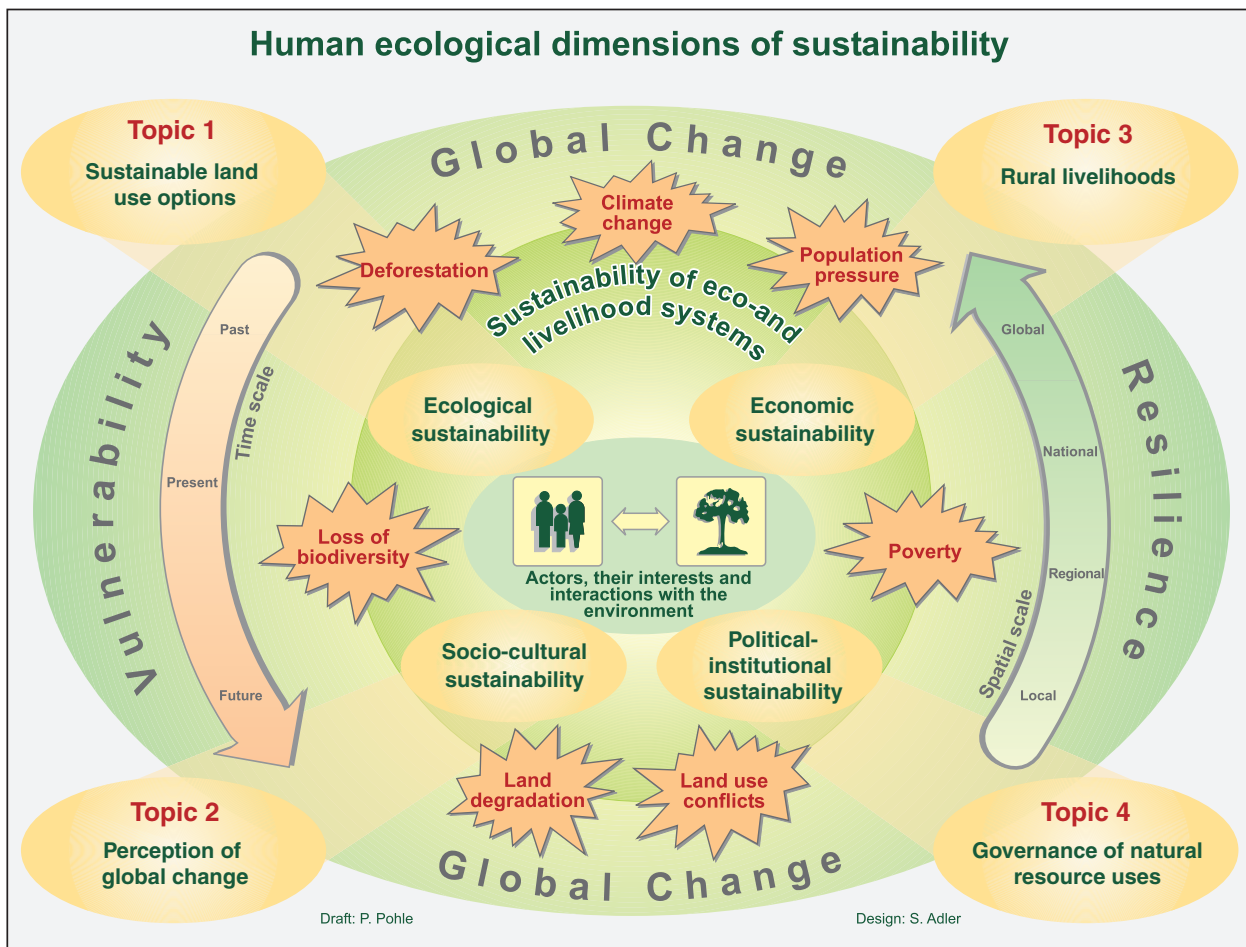 Human ecological dimensions of sustainability
Topic 1
Sustainable land
use options
Topic 3
Rural livelihoods
Global Change
Climate
change
Deforestation
Population
pressure
Sustainability of eco-and
livelihood systems
Vulnerability
Past
Present
Future
Time scale
Resilience
Global
National
Regional
Local
Spatial scale
Ecological
sustainability
Economic
sustainability
Loss of
biodiversity
Poverty
Actors, their interests and
interactions with the
environment
Socio-cultural
sustainability
Political-
institutional
sustainability
Land
degradation
Land use
conflicts
Global Change
Topic 2
Perception of
global change
Topic 4
Governance of natural
resource uses
Draft: P. Pohle
Design: S. Adler